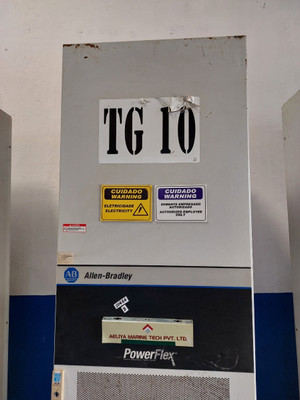 TG 10
CUIDADO
WARNING
ELETRICIDADE
ELECTRICITY
CUIDADO
WARNING
SOMENTE EMPREGADO
AUTORIZADO
AUTHORIZED EMPLOYEE
ONLY
AB Allen-Bradley
AELIYA MARINE TECH PVT. LTD.
PowerFlex